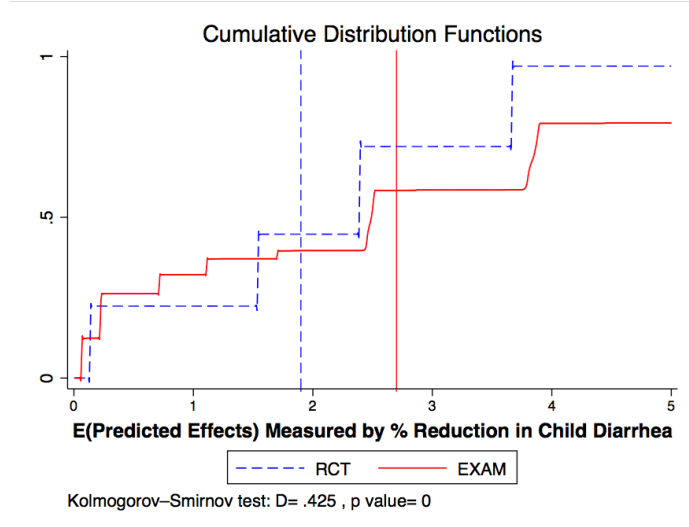 Cumulative Distribution Functions
1
.5
0
0 1 2 3 4 5
E(Predicted Effects) Measured by % Reduction in Child Diarrhea
RCT EXAM
Kolmogorov–Smirnov test: D= .425 , p value= 0